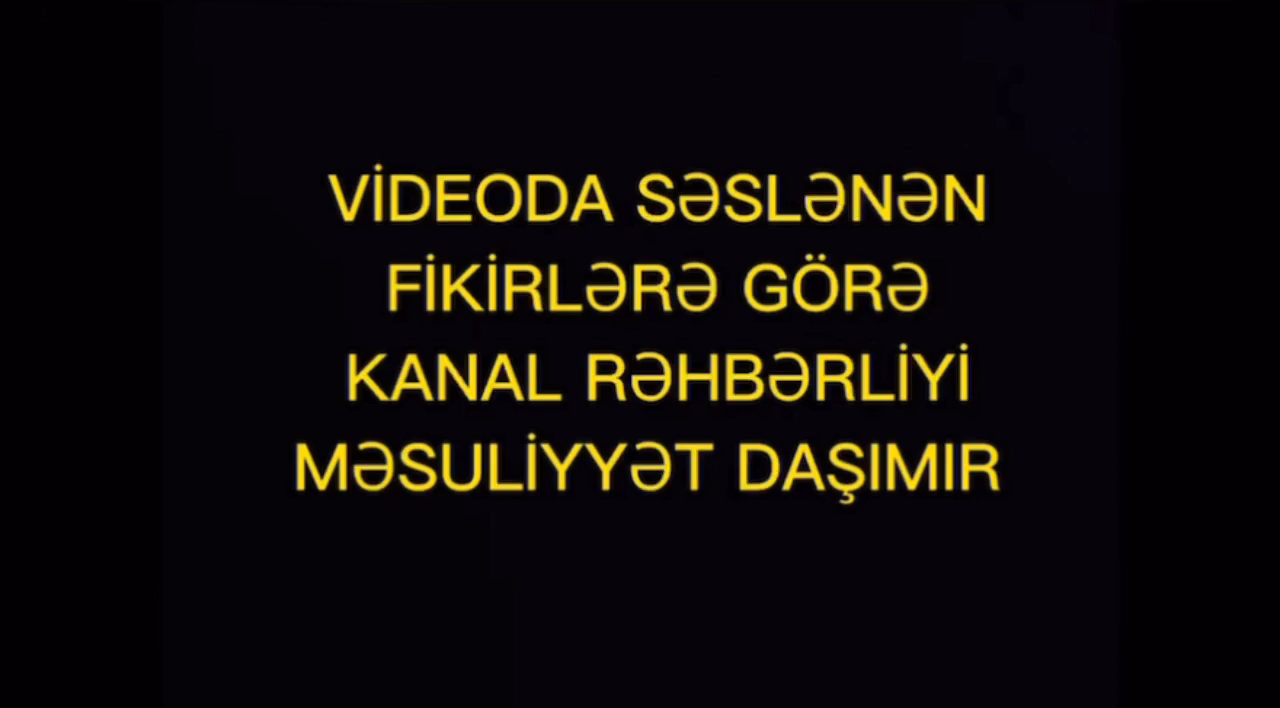 VİDEODA SƏSLƏNƏN
FİKİRLƏRƏ GÖRƏ
KANAL RƏHBƏRLİYİ
MƏSULİYYƏT DAŞIMIR